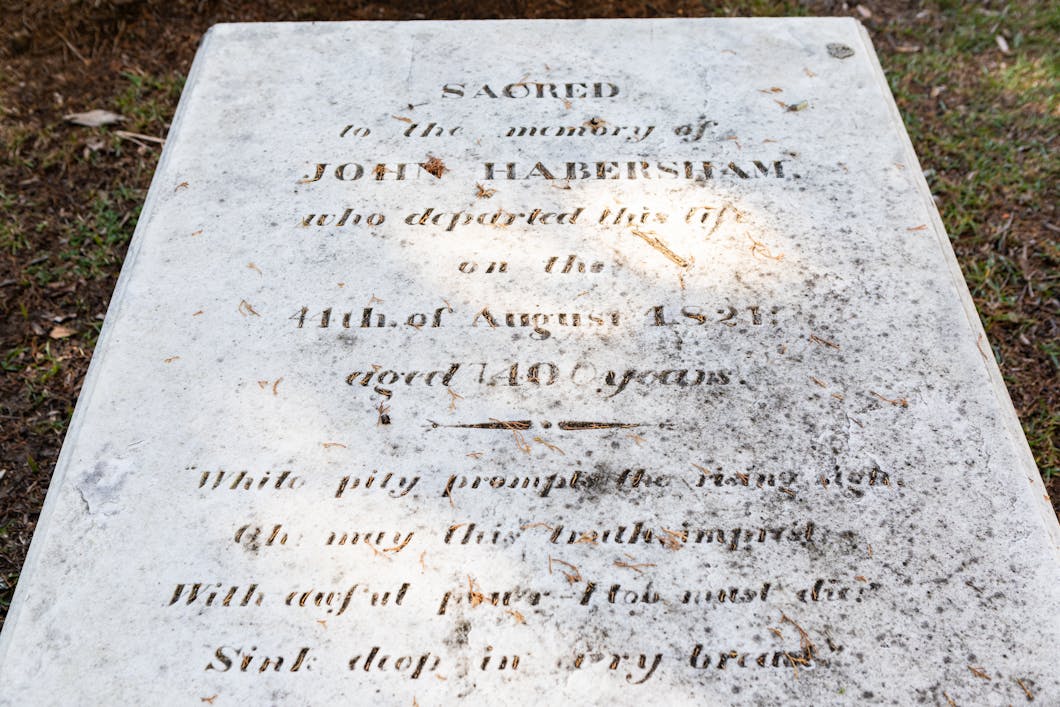 SACRED
to the memory of
JOHN HABERSHAM,
who departed this life
on the
of August
aged 40 years.
"While pity prompts the rising sigh,
Oh may this truth imprest
With awful power I too must die."
Sink deep in every breast"